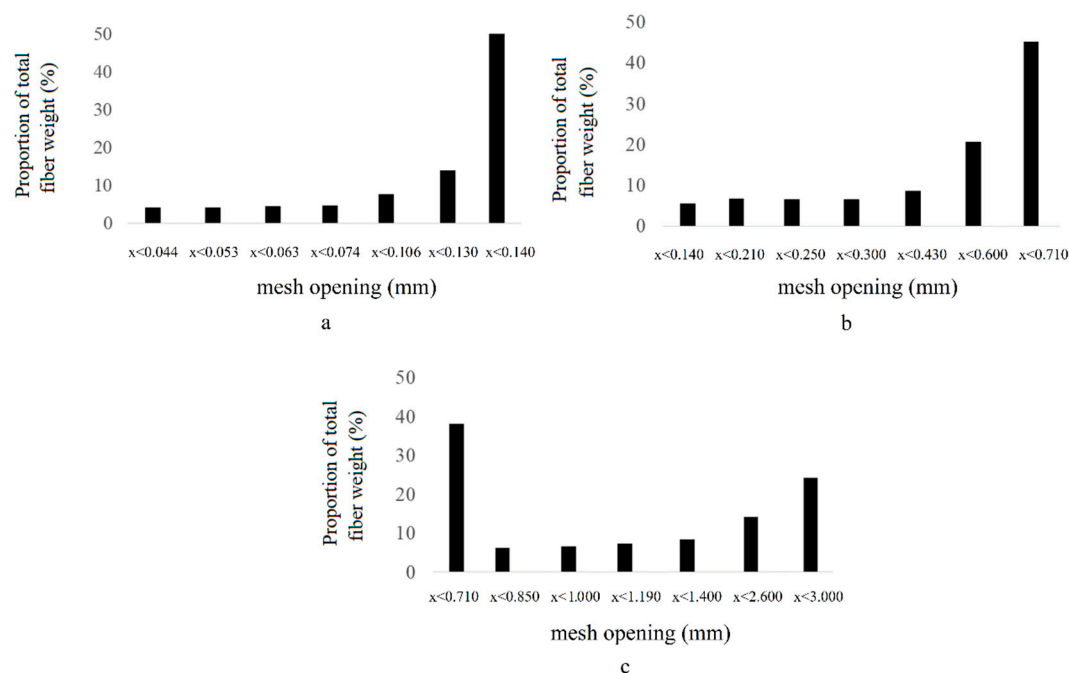 Proportion of total
fiber weight (%)
50
40
30
20
10
0
x<0.044 x<0.053 x<0.063 x<0.074 x<0.106 x<0.130 x<0.140
mesh opening (mm)
a
Proportion of total
fiber weight (%)
50
40
30
20
10
0
x<0.140 x<0.210 x<0.250 x<0.300 x<0.430 x<0.600 x<0.710
mesh opening (mm)
b
Proportion of total
fiber weight (%)
50
40
30
20
10
0
x<0.710 x<0.850 x<1.000 x<1.190 x<1.400 x<2.600 x<3.000
mesh opening (mm)
c